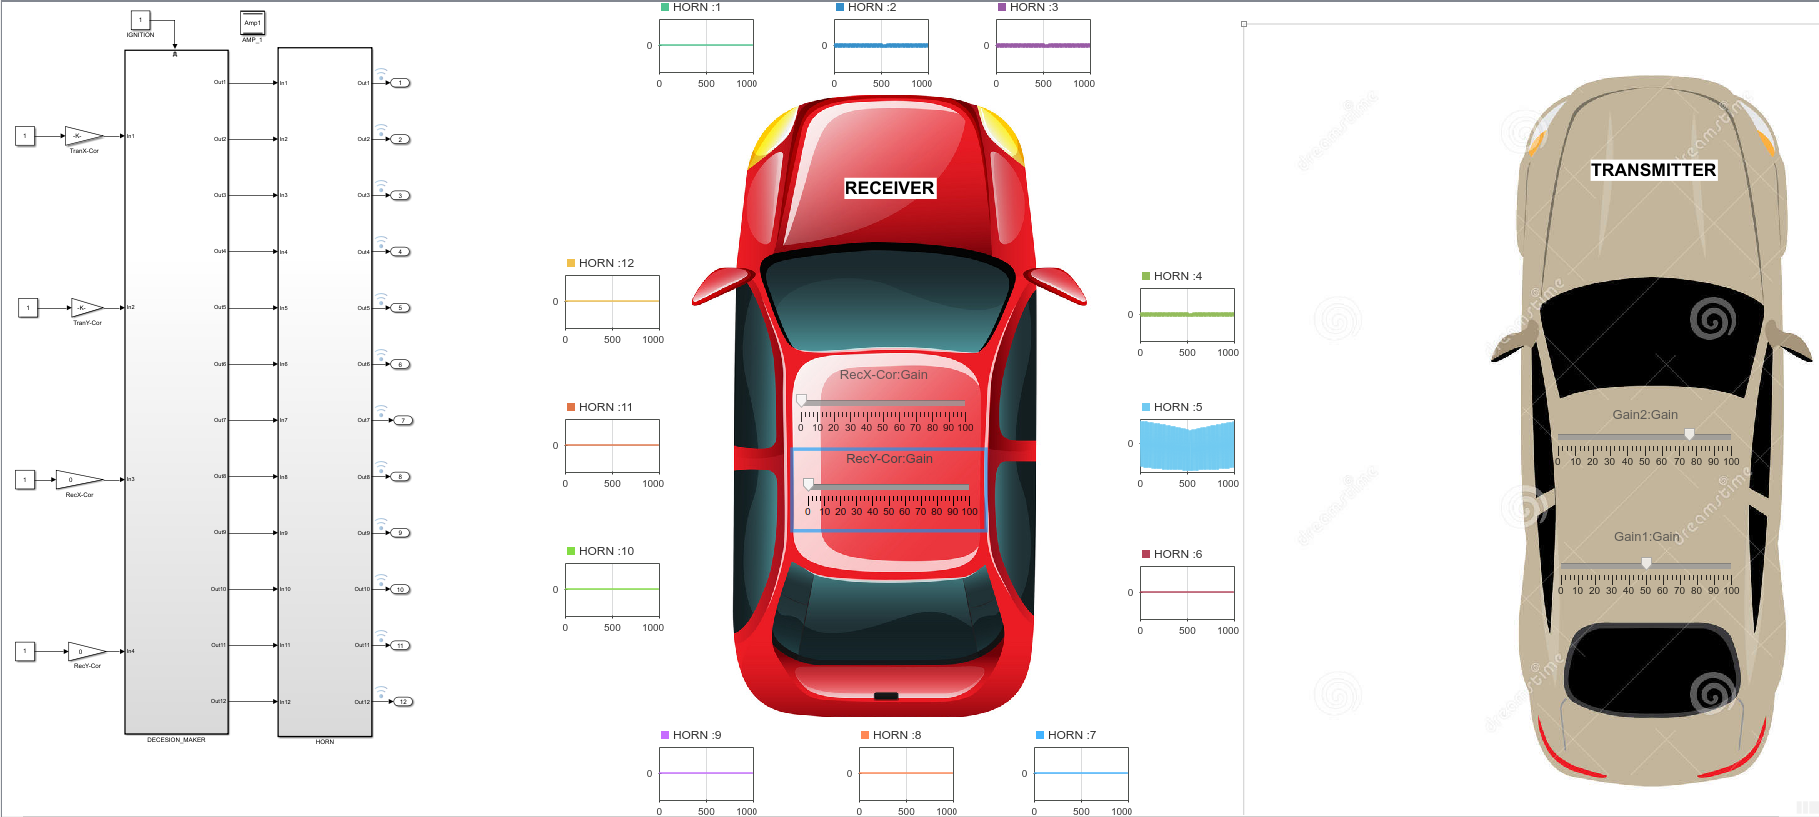 1
IGNITION
Amp1
AMP_1
A
1
-K-
TranX-Cor
1
-K-
TranY-Cor
1
0
RecX-Cor
1
0
RecY-Cor
In1
In2
In3
In4
Out1
Out2
Out3
Out4
Out5
Out6
Out7
Out8
Out9
Out10
Out11
Out12
DECESION_MAKER
In1
In2
In3
In4
In5
In6
In7
In8
In9
In10
In11
In12
Out1
Out2
Out3
Out4
Out5
Out6
Out7
Out8
Out9
Out10
Out11
Out12
HORN
1
2
3
4
5
6
7
8
9
10
11
12
HORN :1
0
0 500 1000
HORN :2
0
0 500 1000
HORN :3
0
0 500 1000
HORN :12
0
0 500 1000
HORN :11
0
0 500 1000
HORN :10
0
0 500 1000
RECEIVER
RecX-Cor:Gain
0 10 20 30 40 50 60 70 80 90 100
RecY-Cor:Gain
0 10 20 30 40 50 60 70 80 90 100
HORN :4
0
0 500 1000
HORN :5
0
0 500 1000
HORN :6
0
0 500 1000
HORN :9
0
0 500 1000
HORN :8
0
0 500 1000
HORN :7
0
0 500 1000
TRANSMITTER
Gain2:Gain
0 10 20 30 40 50 60 70 80 90 100
Gain1:Gain
0 10 20 30 40 50 60 70 80 90 100
dreamstime
dreamstime
dreamstime
dreamstime
dreamstime
dreamstime